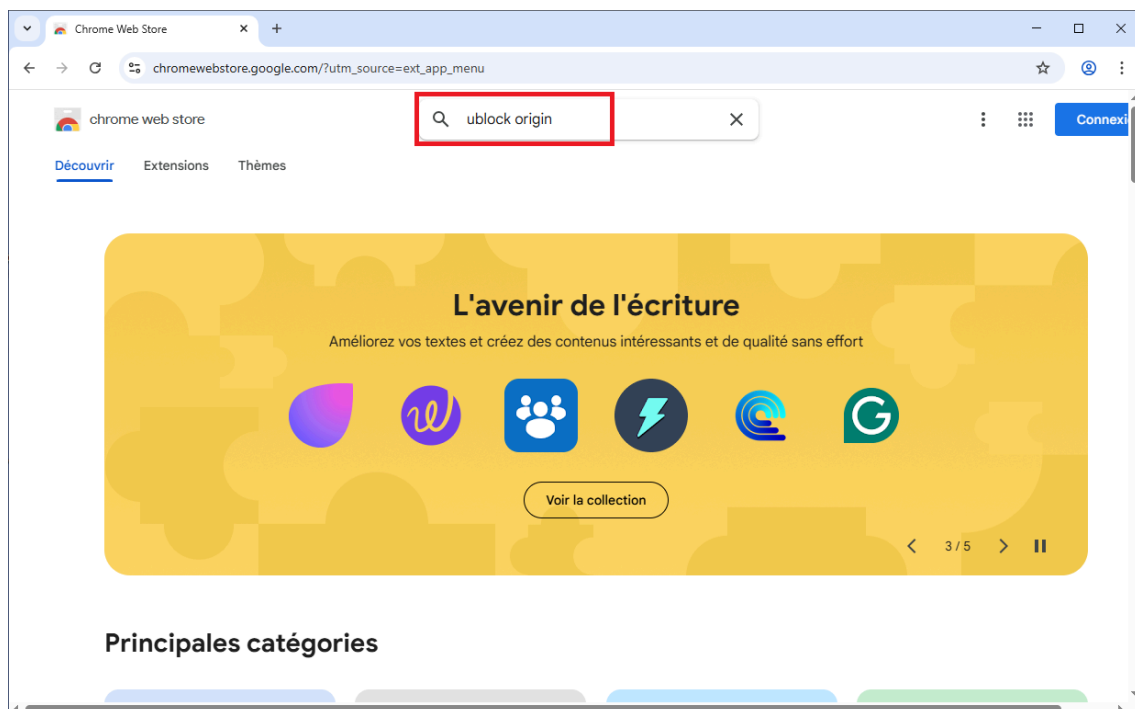 Chrome Web Store
chromewebstore.google.com/?utm_source=ext_app_menu
chrome web store
ublock origin
Connexi
Découvrir Extensions Thèmes
L'avenir de l'écriture
Améliorez vos textes et créez des contenus intéressants et de qualité sans effort
Voir la collection
3 / 5
Principales catégories